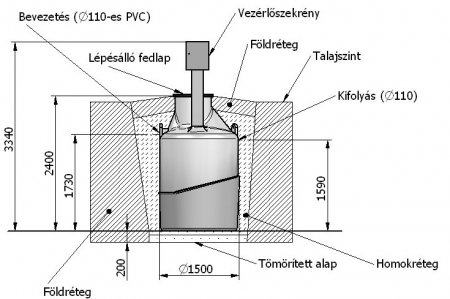 Bevezetés (∅110-es PVC)
Vezérlőszekrény
Lépésálló fedlap
Földréteg
Talajszint
Kifolyás (∅110)
3340
2400
1730
1590
200
∅1500
Tömörített alap
Homokréteg
Földréteg